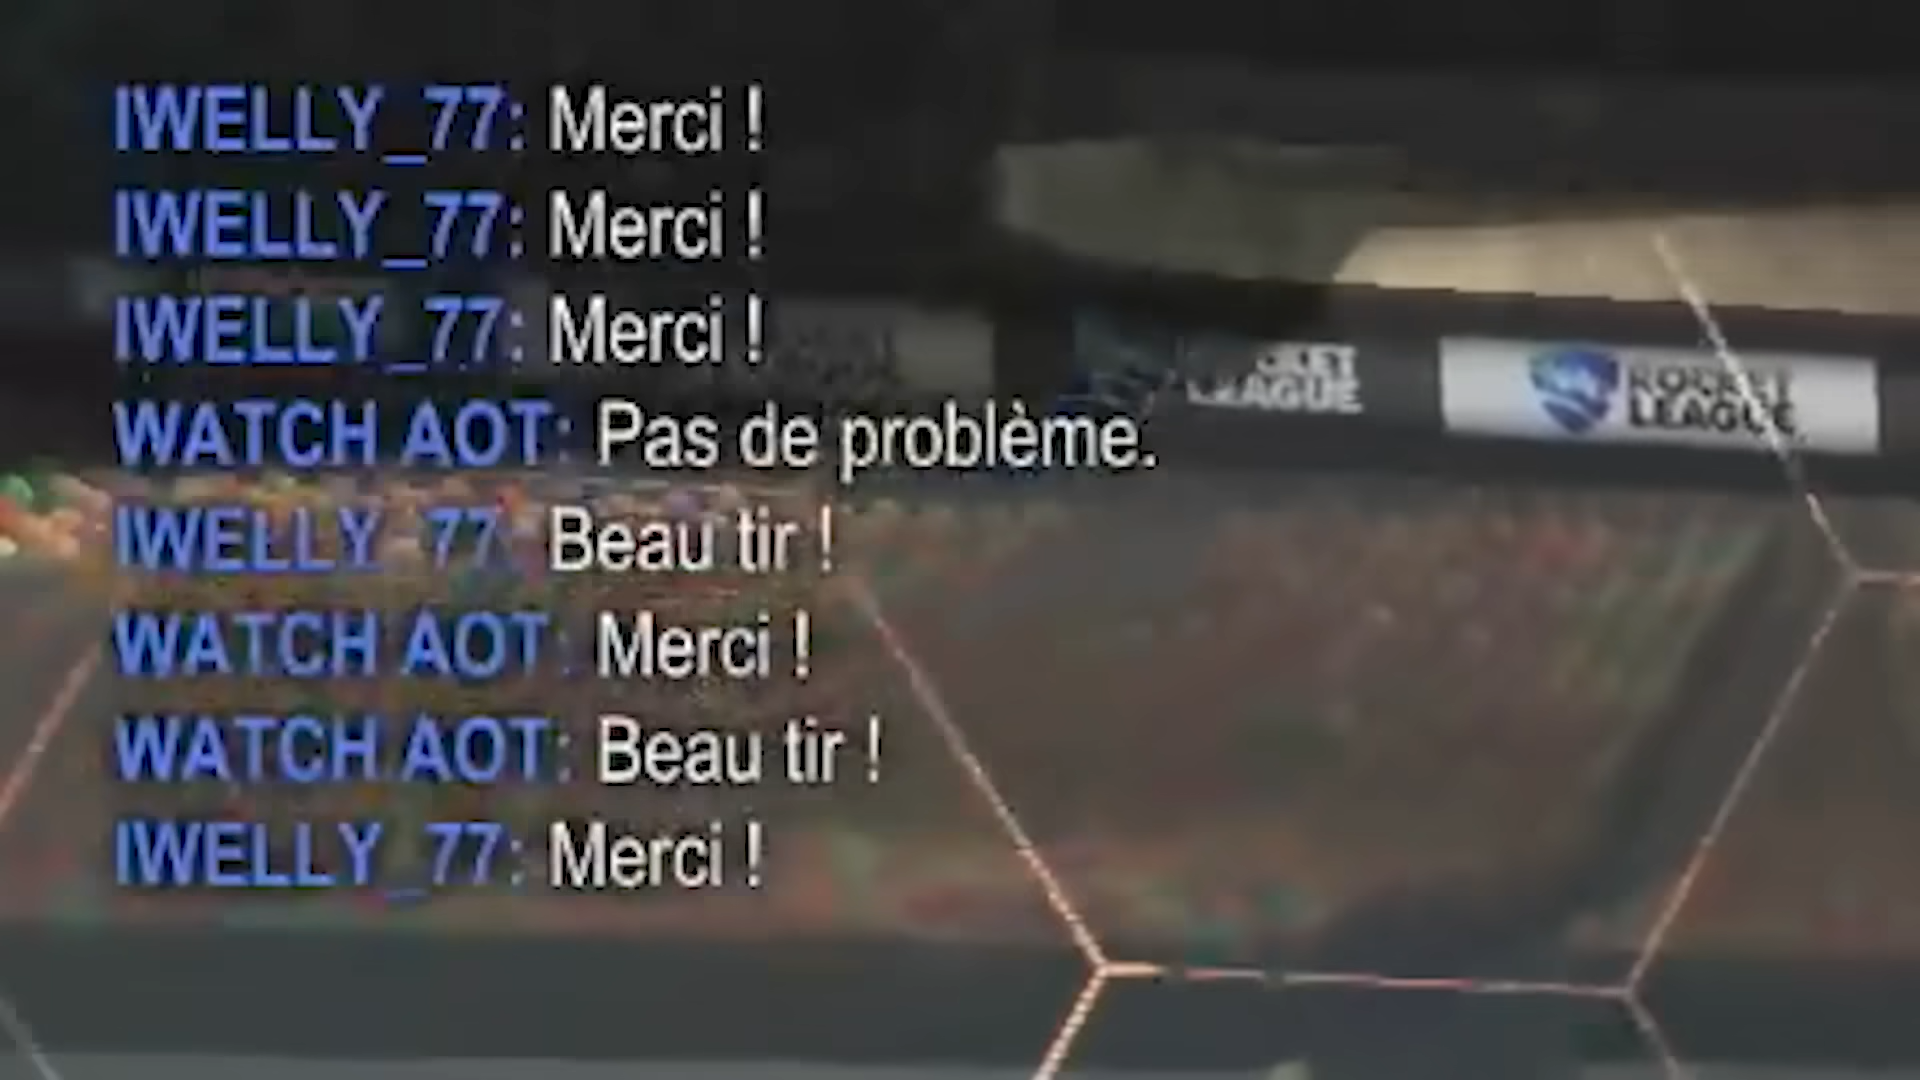 IWELLY_77: Merci !
IWELLY_77: Merci !
IWELLY_77: Merci !
WATCH AOT: Pas de problème.
IWELLY_77: Beau tir !
WATCH AOT: Merci !
WATCH AOT: Beau tir !
IWELLY_77: Merci !
ROCKET
LEAGUE
ROCKET
LEAGUE